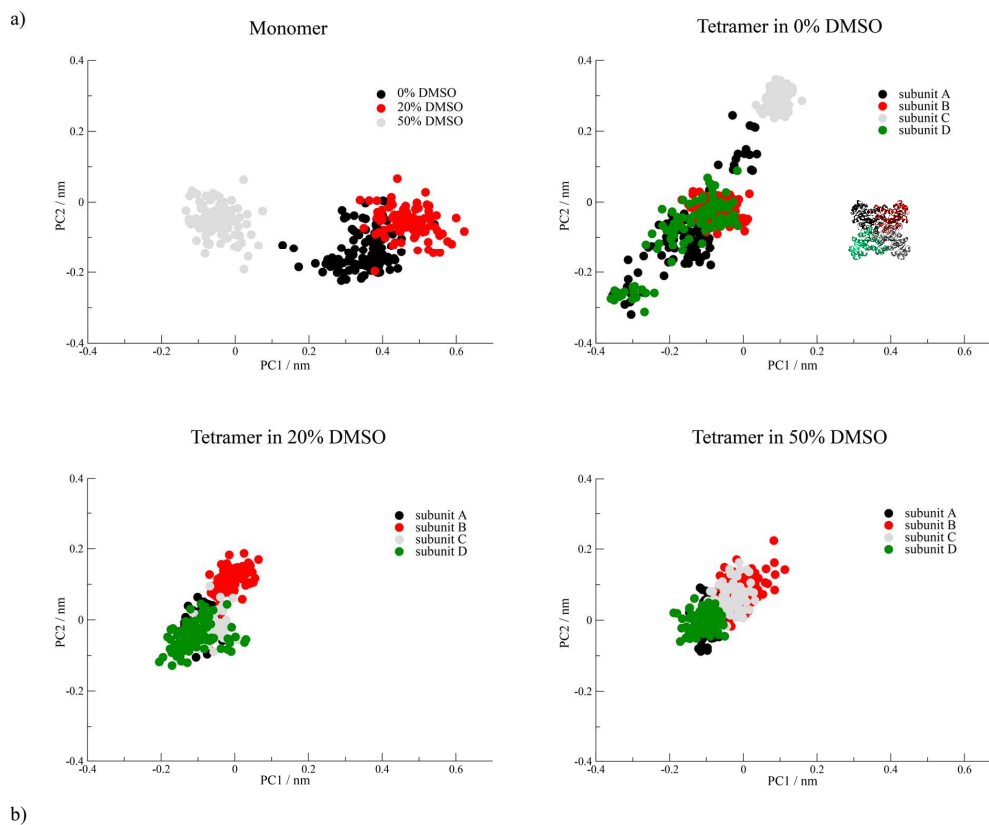 a)
Monomer
0.4
0.2
0
-0.2
-0.4
-0.4
-0.2
0
0.2
0.4
0.6
PC2 / nm
PC1 / nm
0% DMSO
20% DMSO
50% DMSO
Tetramer in 0% DMSO
0.4
0.2
0
-0.2
-0.4
-0.4
-0.2
0
0.2
0.4
0.6
PC2 / nm
PC1 / nm
subunit A
subunit B
subunit C
subunit D
Tetramer in 20% DMSO
0.4
0.2
0
-0.2
-0.4
-0.4
-0.2
0
0.2
0.4
0.6
PC2 / nm
PC1 / nm
subunit A
subunit B
subunit C
subunit D
Tetramer in 50% DMSO
0.4
0.2
0
-0.2
-0.4
-0.4
-0.2
0
0.2
0.4
0.6
PC2 / nm
PC1 / nm
subunit A
subunit B
subunit C
subunit D
b)